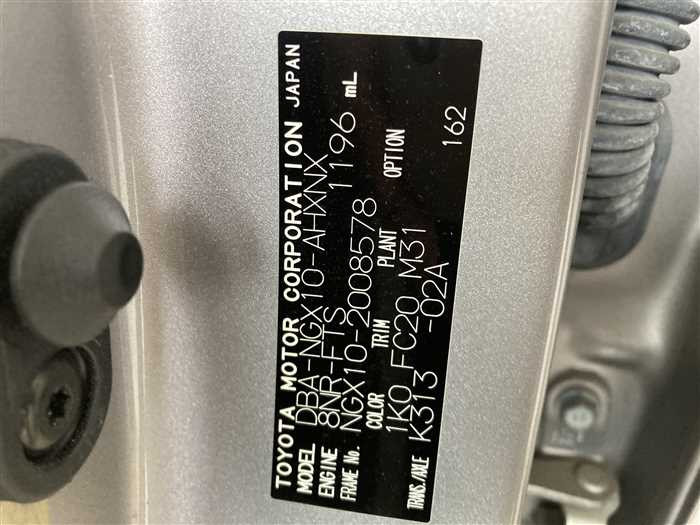 TOYOTA MOTOR CORPORATION JAPAN
MODEL DBA-NGX10-AHXNX
ENGINE 8NR-FTS 1196 mL
FRAME No. NGX10-2008578
COLOR TRIM PLANT OPTION
1K0 FC20 M31
TRANS./AXLE K313 -02A 162